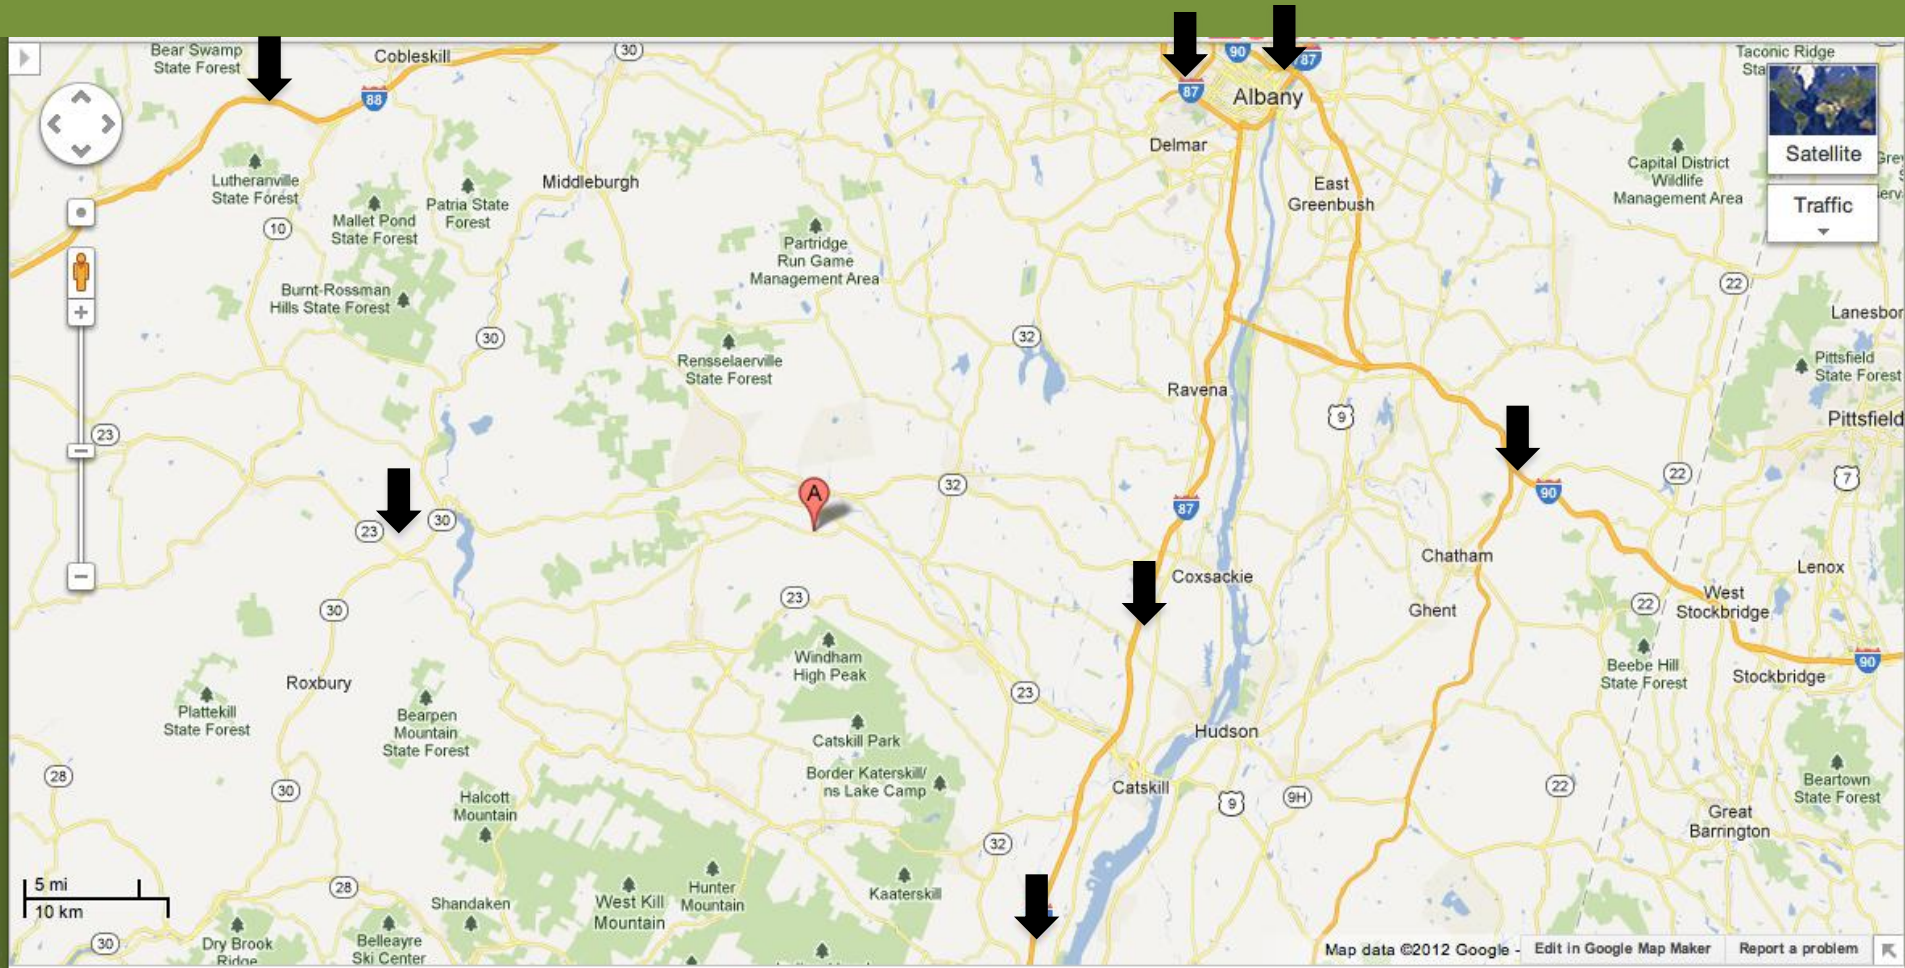 Bear Swamp
State Forest
Cobleskill
30
90
87
Taconic Ridge
88
87
Albany
Delmar
Satellite
Capital District
Wildlife
Management Area
Lutheranville
State Forest
Middleburgh
East
Greenbush
Traffic
Mallet Pond
State Forest
Patria State
Forest
10
Partridge
Run Game
Management Area
22
Burnt-Rossman
Hills State Forest
30
32
Lanesbor
Rensselaerville
State Forest
Pittsfield
State Forest
Ravena
9
Pittsfield
23
A
32
22
7
90
87
23
30
Chatham
Coxsackie
Lenox
23
30
Ghent
22
West
Stockbridge
Windham
High Peak
90
Roxbury
Beebe Hill
State Forest
Stockbridge
23
Plattekill
State Forest
Bearpen
Mountain
State Forest
Catskill Park
Hudson
28
30
Border Katerskill/
ns Lake Camp
Catskill
9
9H
22
Beartown
State Forest
Halcott
Mountain
Great
Barrington
32
5 mi
10 km
28
Shandaken
West Kill
Mountain
Hunter
Mountain
Kaaterskill
30
Dry Brook
Ridge
Belleayre
Ski Center
Map data ©2012 Google -
Edit in Google Map Maker
Report a problem